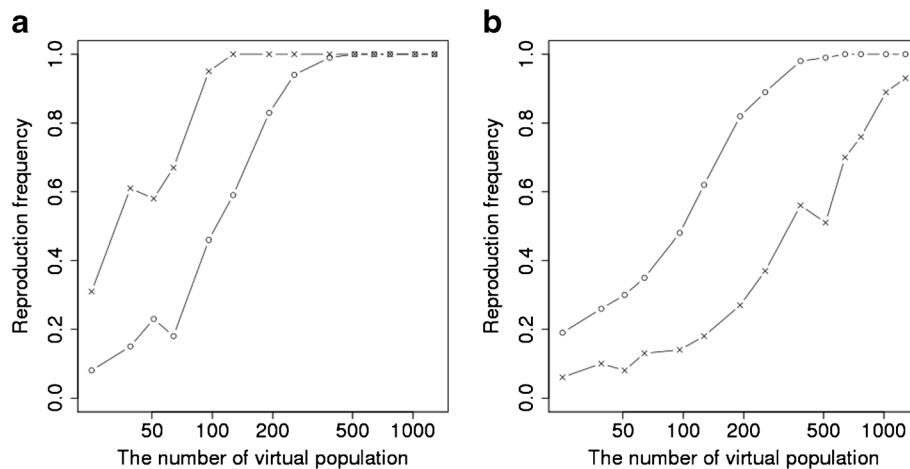 a
b
Reproduction frequency
0.0 0.2 0.4 0.6 0.8 1.0
50 100 200 500 1000
The number of virtual population
Reproduction frequency
0.0 0.2 0.4 0.6 0.8 1.0
50 100 200 500 1000
The number of virtual population